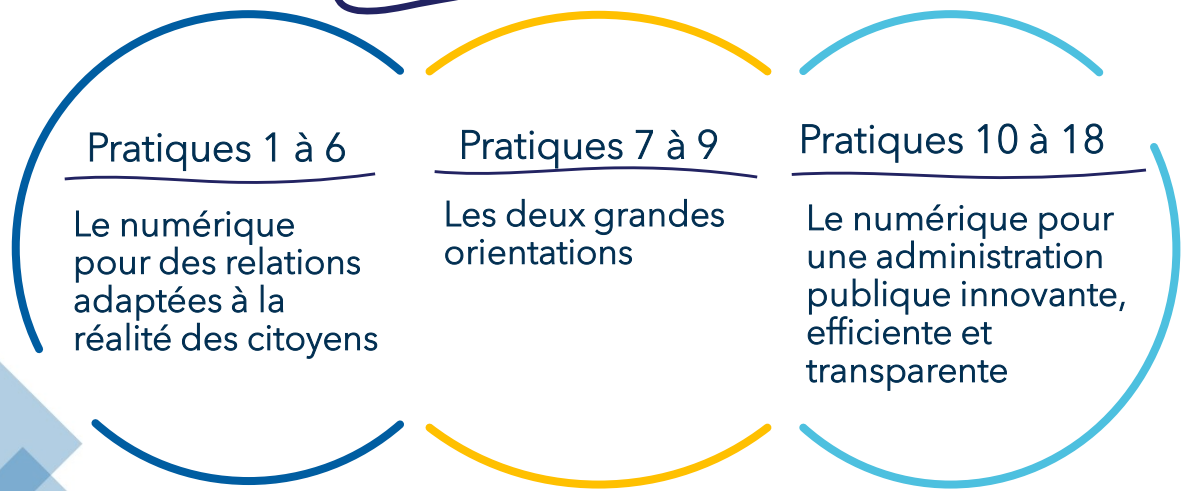 Pratiques 1 à 6
Le numérique
pour des relations
adaptées à la
réalité des citoyens
Pratiques 7 à 9
Les deux grandes
orientations
Pratiques 10 à 18
Le numérique pour
une administration
publique innovante,
efficiente et
transparente